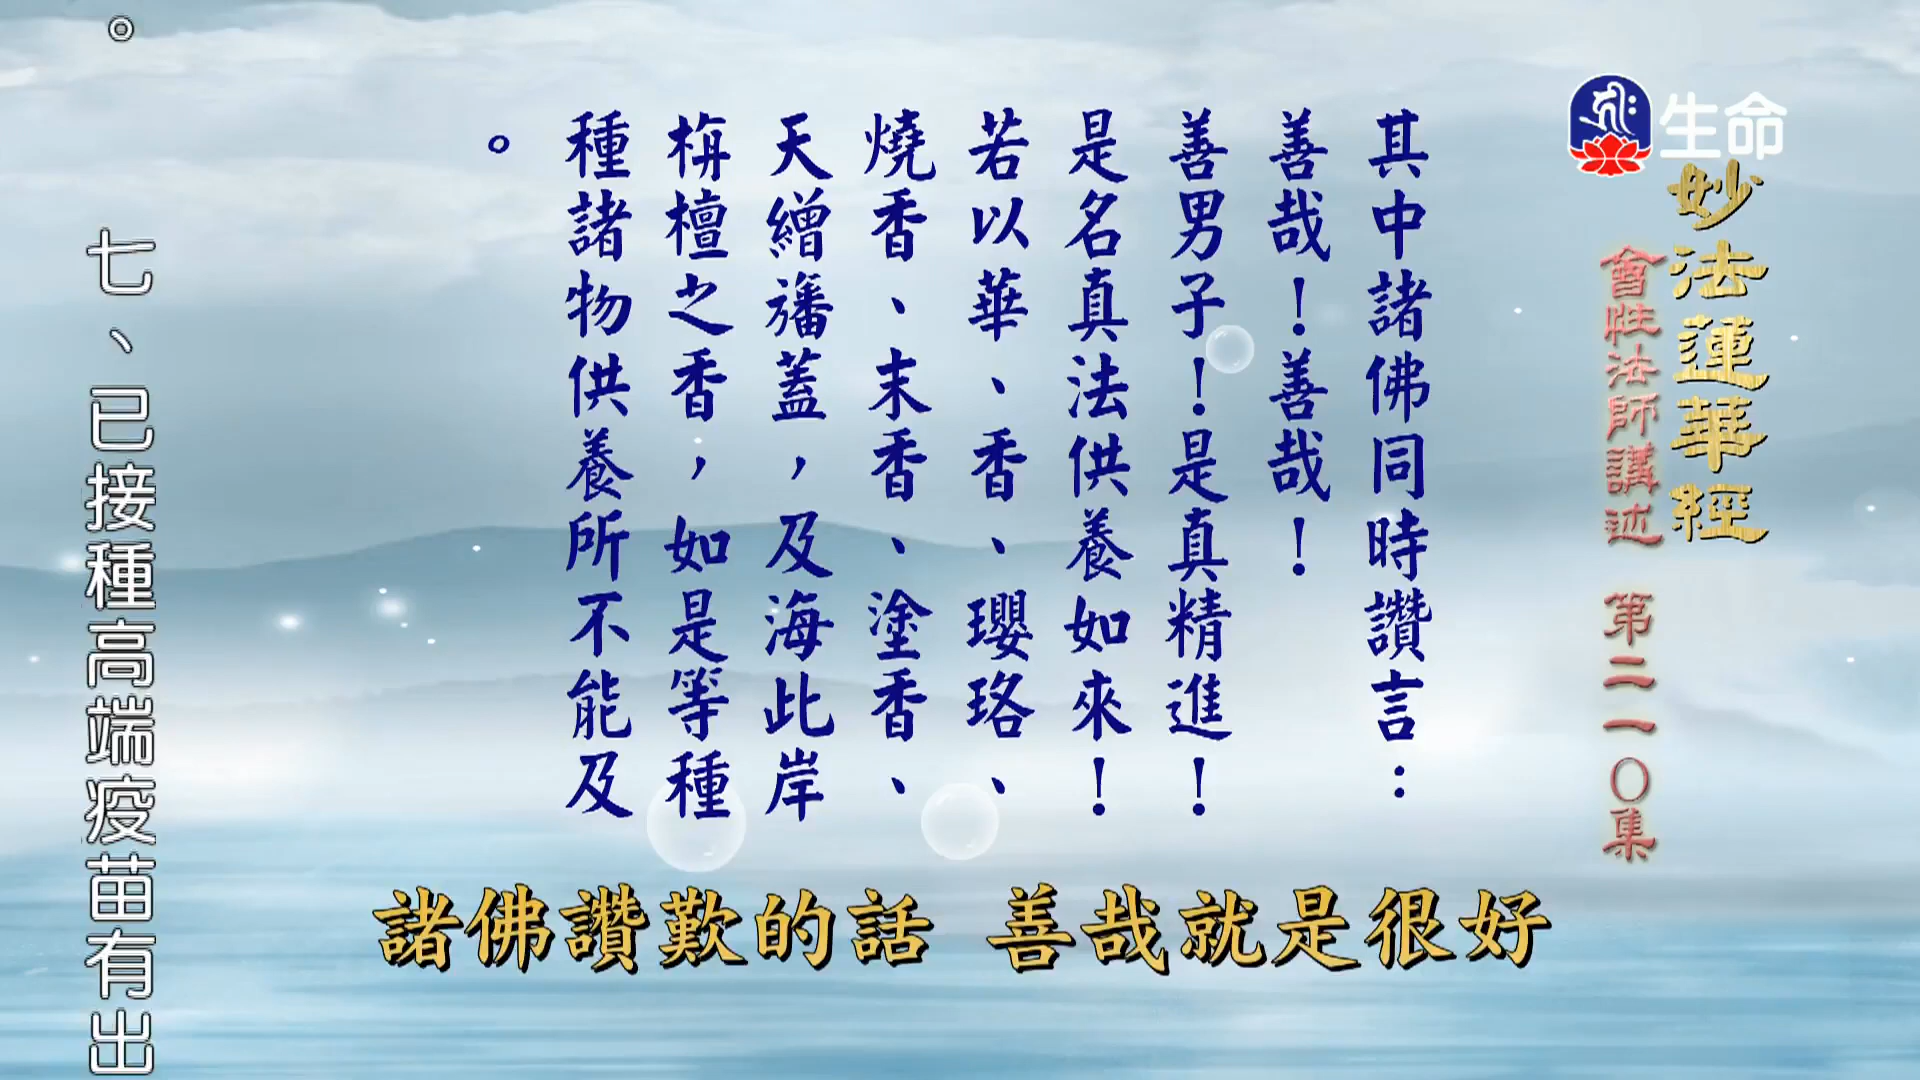 生命
妙法蓮華經
會性法師講述 第二一〇集
其中諸佛同時讚言：
善哉！善哉！
善男子！是真精進！
是名真法供養如來！
若以華、香、瓔珞、
燒香、末香、塗香、
天繒旛蓋，及海此岸
栴檀之香，如是等種
種諸物供養所不能及
。
。 七、已接種高端疫苗有出
諸佛讚歎的話 善哉就是很好